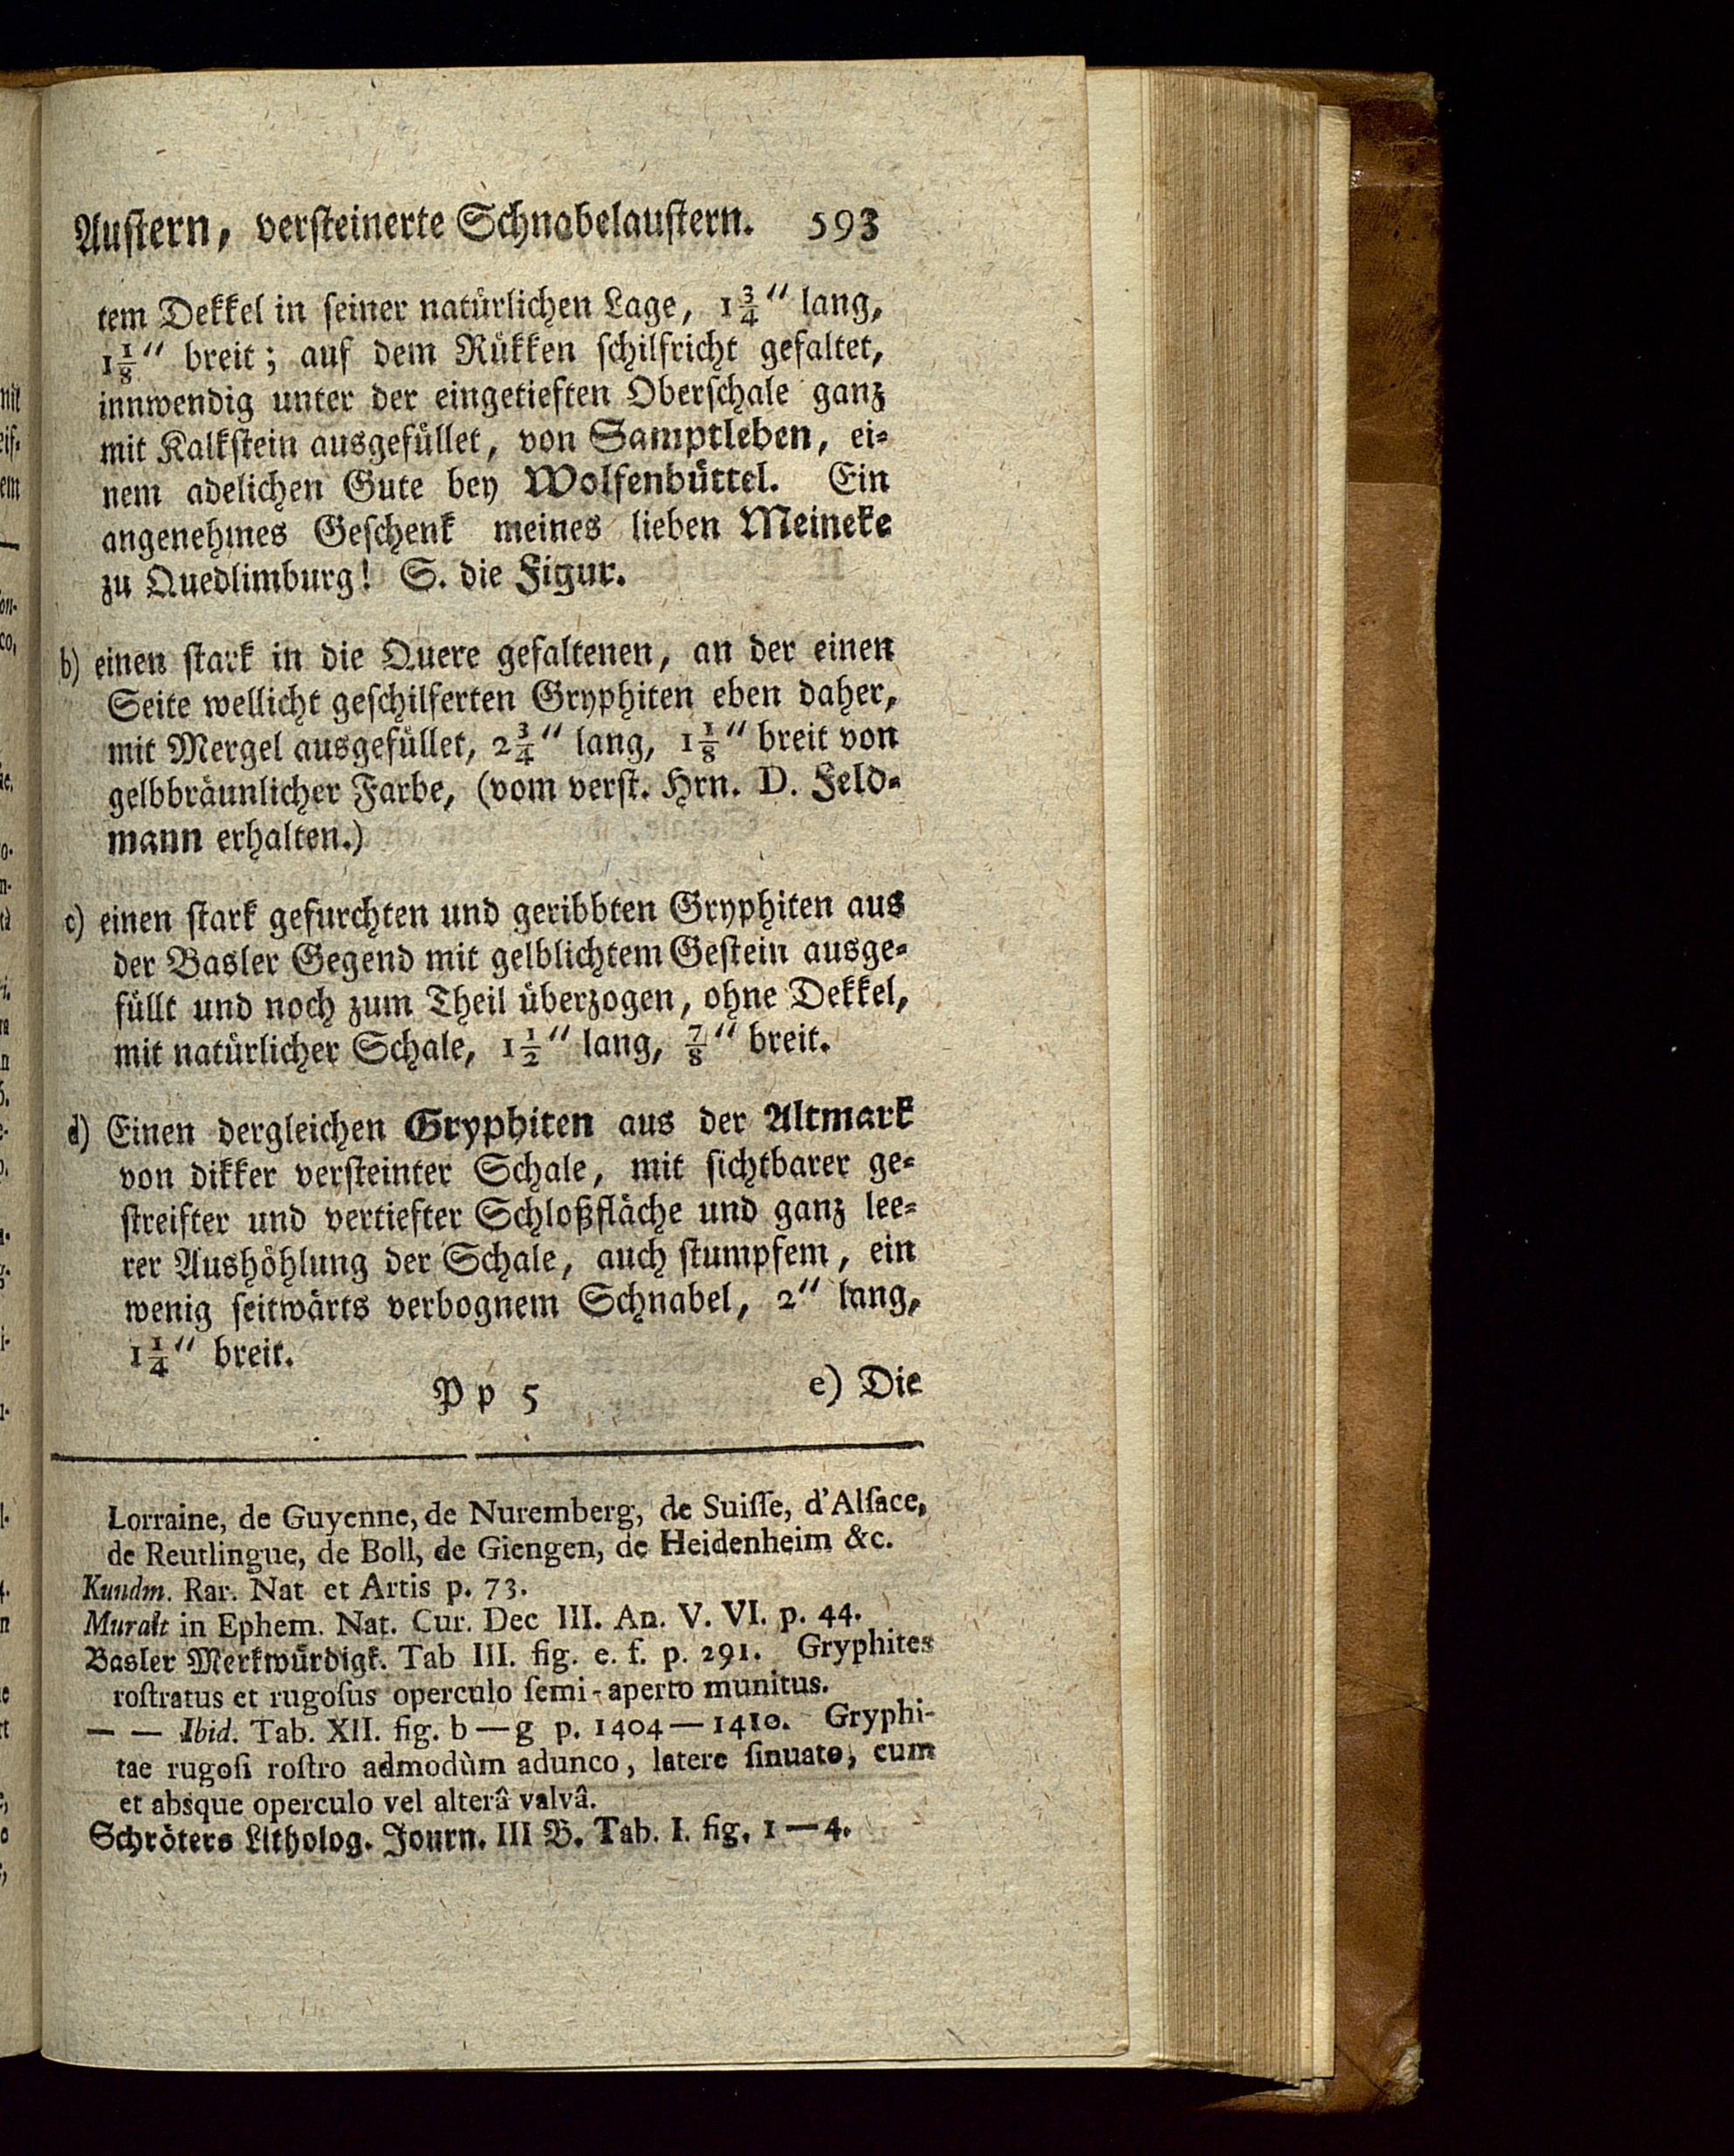 Austern, versteinerte Schnabelaustern. 593
tem Dekkel in seiner natürlichen Lage, 1¾" lang,
1⅛" breit; auf dem Rükken schilfricht gefaltet,
innwendig unter der eingetieften Oberschale ganz
mit Kalkstein ausgefüllet, von Samptleben, ei-
nem adelichen Gute bey Wolfenbüttel. Ein
angenehmes Geschenk meines lieben Meineke
zu Quedlimburg! S. die Figur.
b) einen stark in die Quere gefaltenen, an der einen
Seite wellicht geschilferten Gryphiten eben daher,
mit Mergel ausgefüllet, 2¾" lang, 1⅛" breit von
gelbbräunlicher Farbe, (vom verst. Hrn. D. Feld-
mann erhalten.)
c) einen stark gefurchten und geribbten Gryphiten aus
der Basler Gegend mit gelblichtem Gestein ausge-
füllt und noch zum Theil überzogen, ohne Dekkel,
mit natürlicher Schale, 1½" lang, ⅞" breit.
d) Einen dergleichen Gryphiten aus der Altmark
von dikker versteinter Schale, mit sichtbarer ge-
streifter und vertiefter Schloßfläche und ganz lee-
rer Aushöhlung der Schale, auch stumpfem, ein
wenig seitwärts verbognem Schnabel, 2" lang,
1¼" breit.
Pp 5 e) Die
Lorraine, de Guyenne, de Nuremberg, de Suiſſe, d'Alſace,
de Reutlingue, de Boll, de Giengen, de Heidenheim &c.
Kundm. Rar. Nat et Artis p. 73.
Muralt in Ephem. Nat. Cur. Dec III. An. V. VI. p. 44.
Basler Merkwürdigk. Tab III. fig. e. f. p. 291. Gryphites
roſtratus et rugoſus operculo ſemi-aperto munitus.
— — Ibid. Tab. XII. fig. b—g p. 1404—1410. Gryphi-
tae rugoſi roſtro admodùm adunco, latere ſinuato, cum
et absque operculo vel alterâ valvâ.
Schröters Litholog. Journ. III B. Tab. I. fig. 1—4.